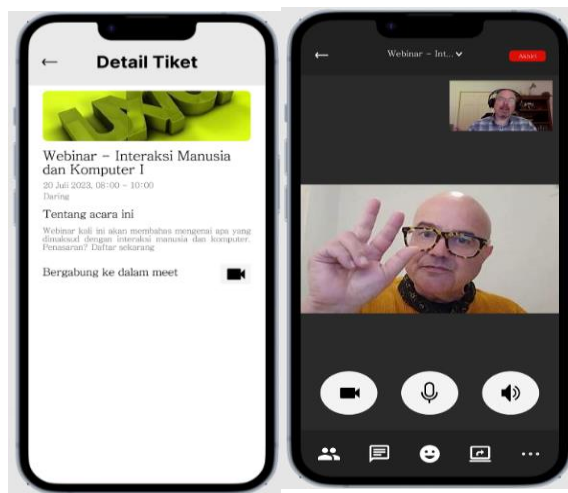 Detail Tiket
UXUI
Webinar – Interaksi Manusia
dan Komputer I
20 Juli 2023, 08:00 – 10:00
Daring
Tentang acara ini
Webinar kali ini akan membahas mengenai apa yang
dimaksud dengan interaksi manusia dan komputer.
Penasaran? Daftar sekarang
Bergabung ke dalam meet
Webinar – Int...